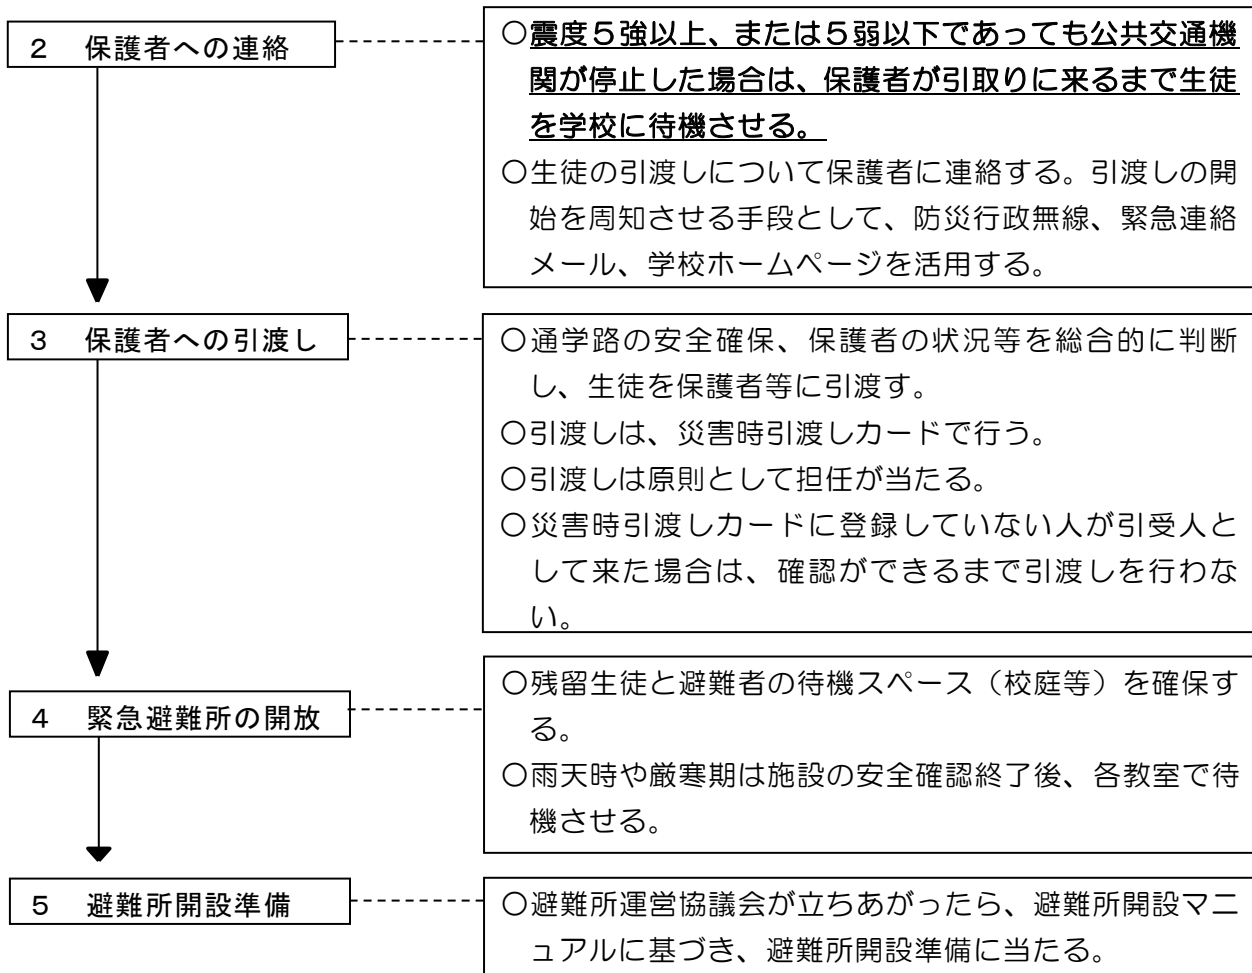 2 保護者への連絡
○震度５強以上、または５弱以下であっても公共交通機
関が停止した場合は、保護者が引取りに来るまで生徒
を学校に待機させる。
○生徒の引渡しについて保護者に連絡する。引渡しの開
始を周知させる手段として、防災行政無線、緊急連絡
メール、学校ホームページを活用する。
3 保護者への引渡し
○通学路の安全確保、保護者の状況等を総合的に判断
し、生徒を保護者等に引渡す。
○引渡しは、災害時引渡しカードで行う。
○引渡しは原則として担任が当たる。
○災害時引渡しカードに登録していない人が引受人と
して来た場合は、確認ができるまで引渡しを行わな
い。
4 緊急避難所の開放
○残留生徒と避難者の待機スペース（校庭等）を確保す
る。
○雨天時や厳寒期は施設の安全確認終了後、各教室で待
機させる。
5 避難所開設準備
○避難所運営協議会が立ちあがったら、避難所開設マニ
ュアルに基づき、避難所開設準備に当たる。